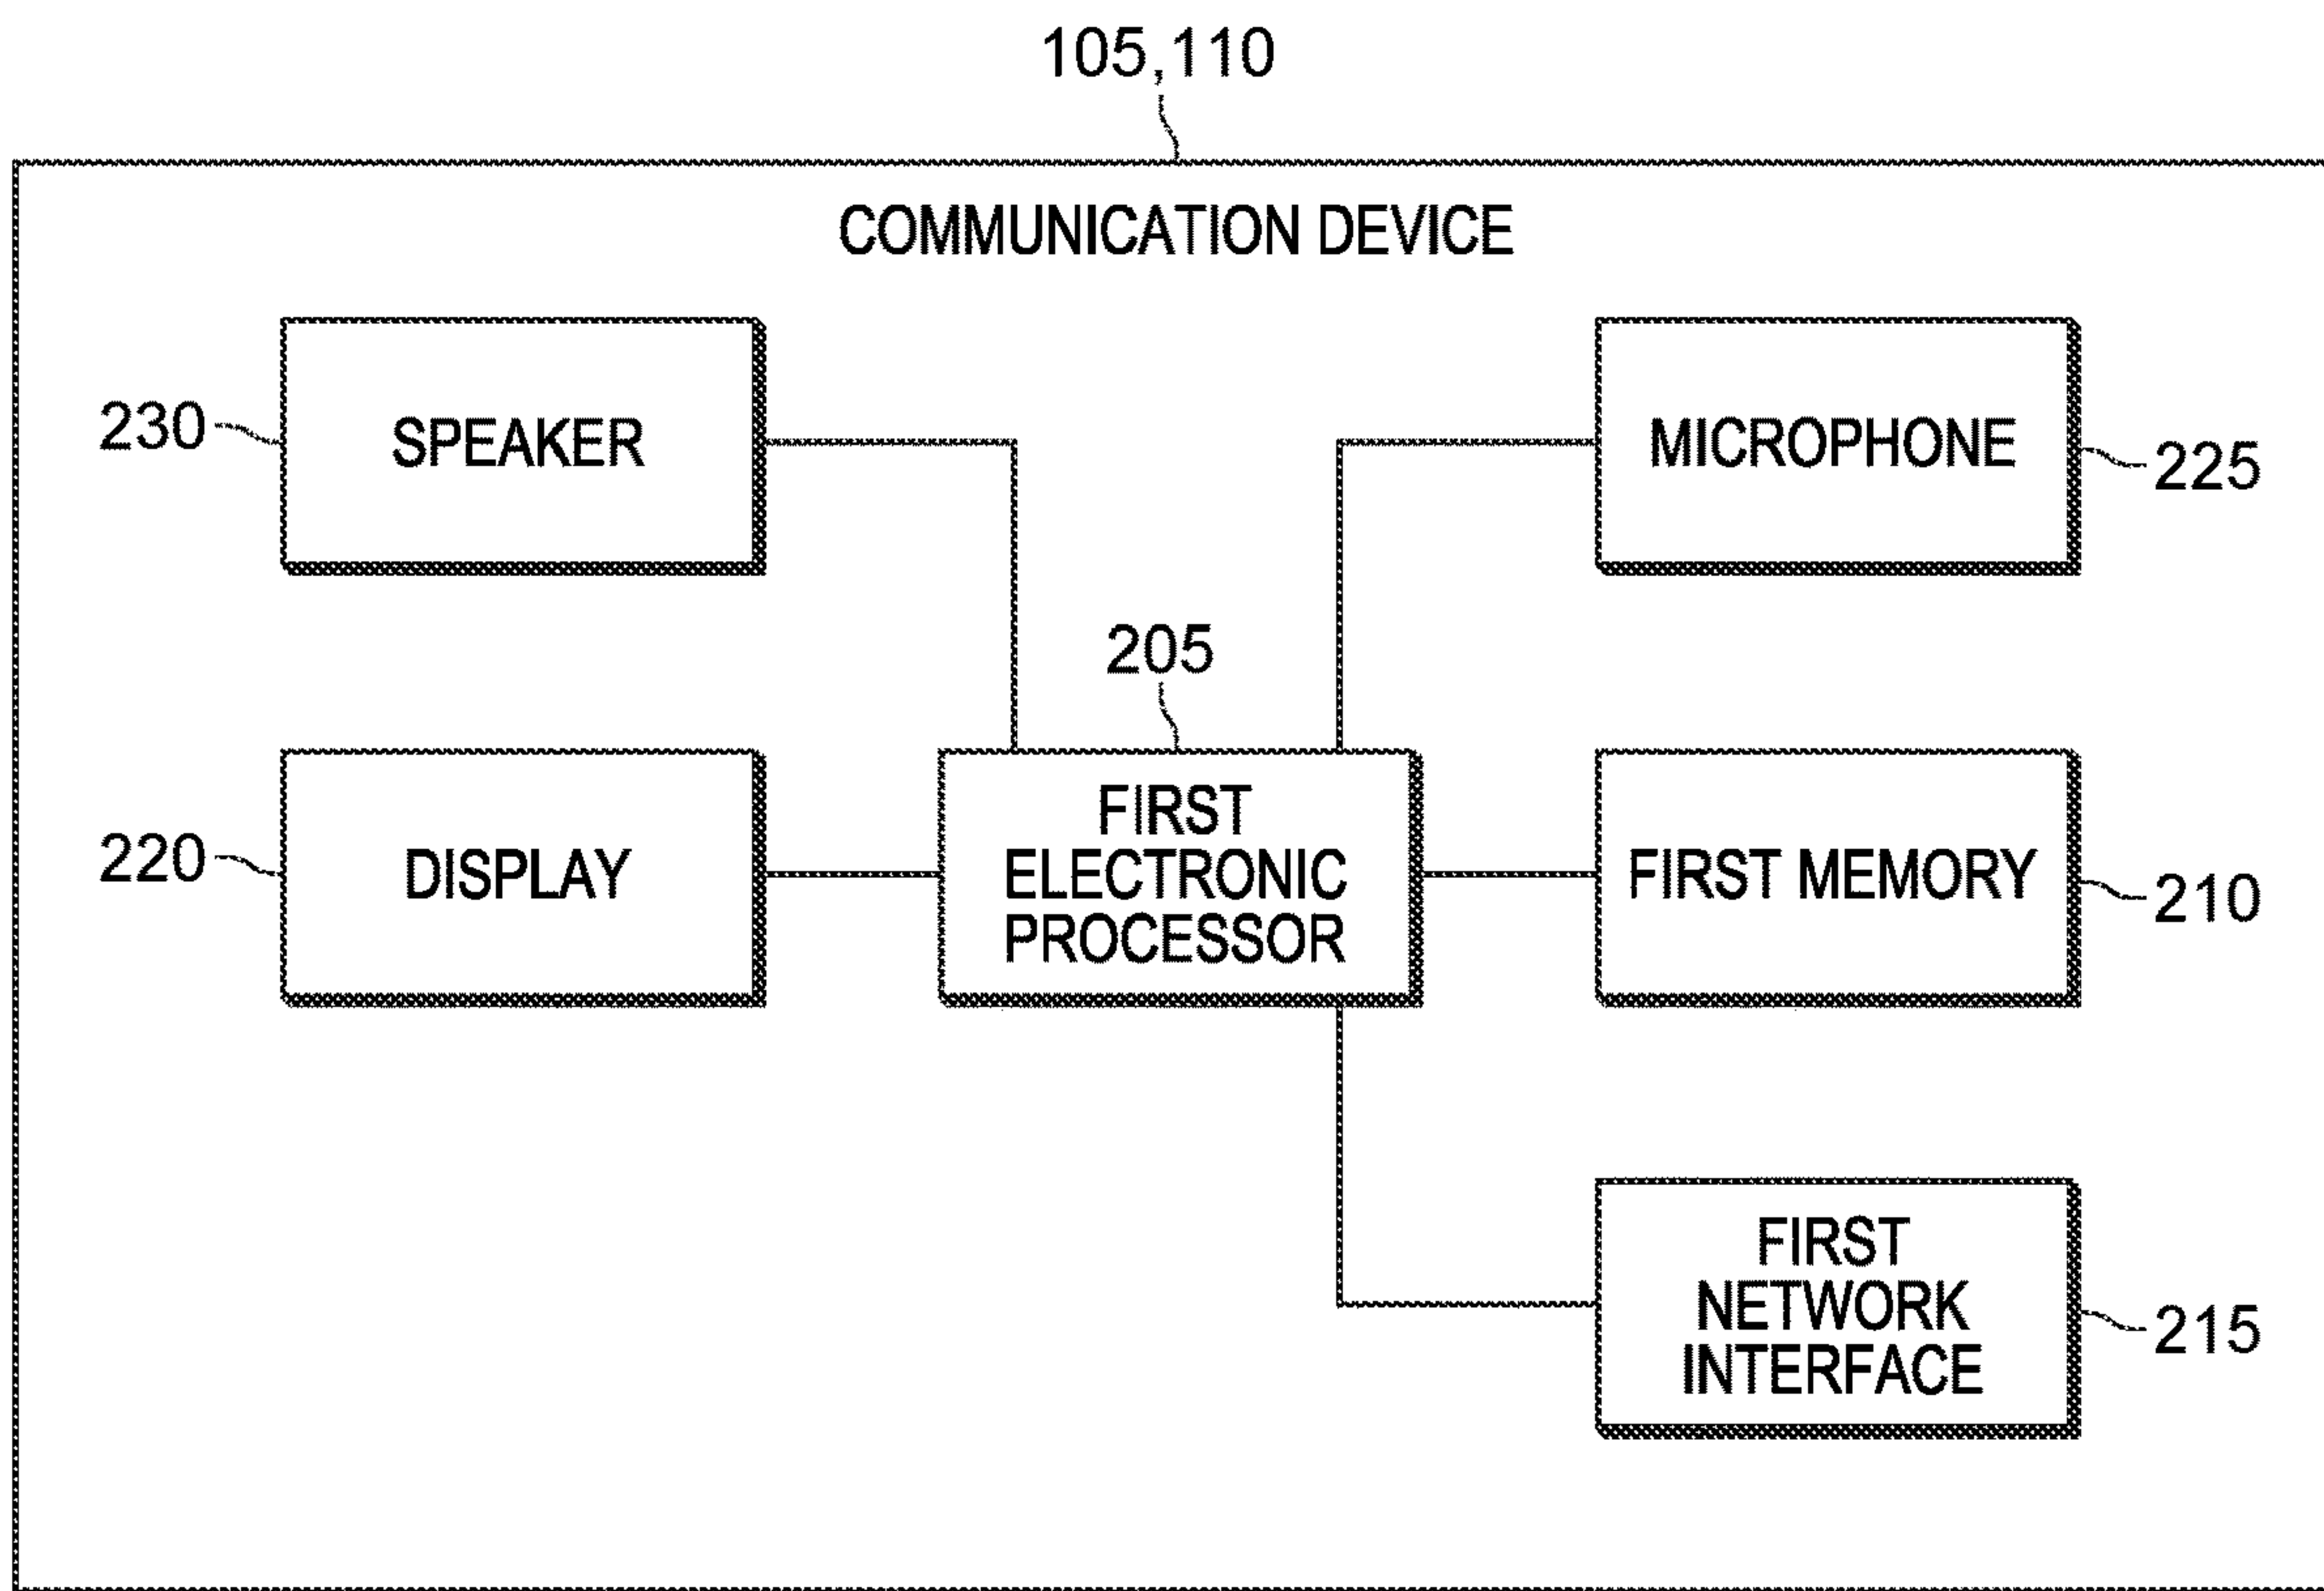 105,110
COMMUNICATION DEVICE
230
SPEAKER
MICROPHONE
225
205
220
DISPLAY
FIRST
ELECTRONIC
PROCESSOR
FIRST MEMORY
210
FIRST
NETWORK
INTERFACE
215